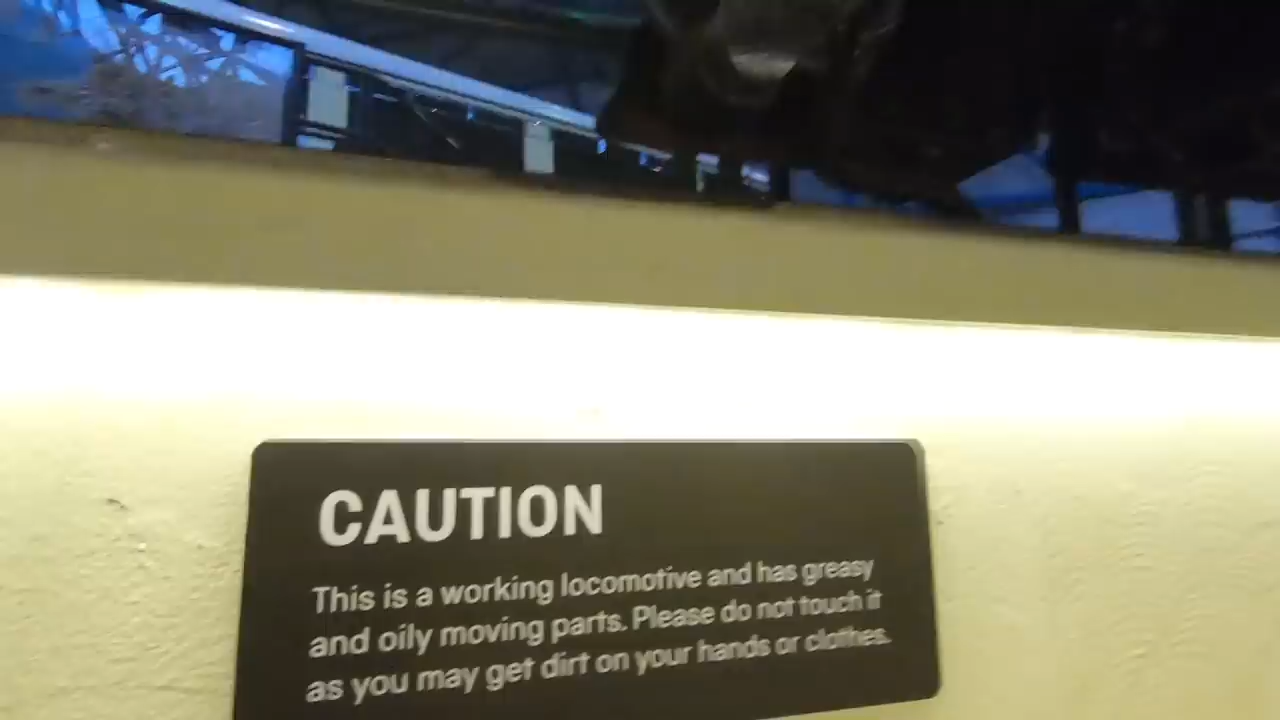 CAUTION
This is a working locomotive and has greasy
and oily moving parts. Please do not touch it
as you may get dirt on your hands or clothes.